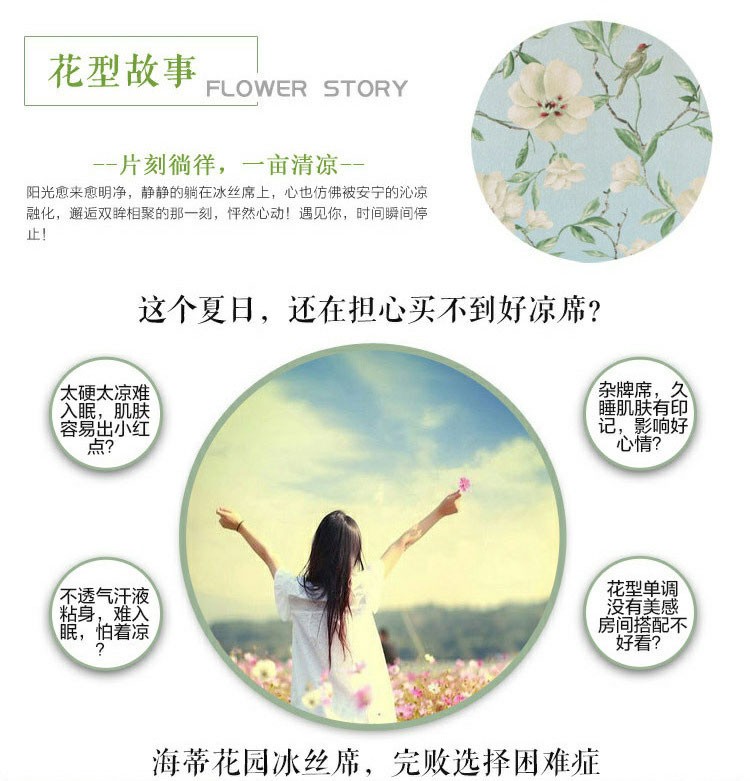 花型故事
FLOWER STORY
--片刻徜徉，一亩清凉--
阳光愈来愈明净，静静的躺在冰丝席上，心也仿佛被安宁的沁凉
融化，邂逅双眸相聚的那一刻，怦然心动！遇见你，时间瞬间停
止！
这个夏日，还在担心买不到好凉席?
太硬太凉难
入眠，肌肤
容易出小红
点?
杂牌席，久
睡肌肤有印
记，影响好
心情?
不透气汗液
粘身，难入
眠，怕着凉
?
花型单调
没有美感
房间搭配不
好看?
海蒂花园冰丝席，完败选择困难症